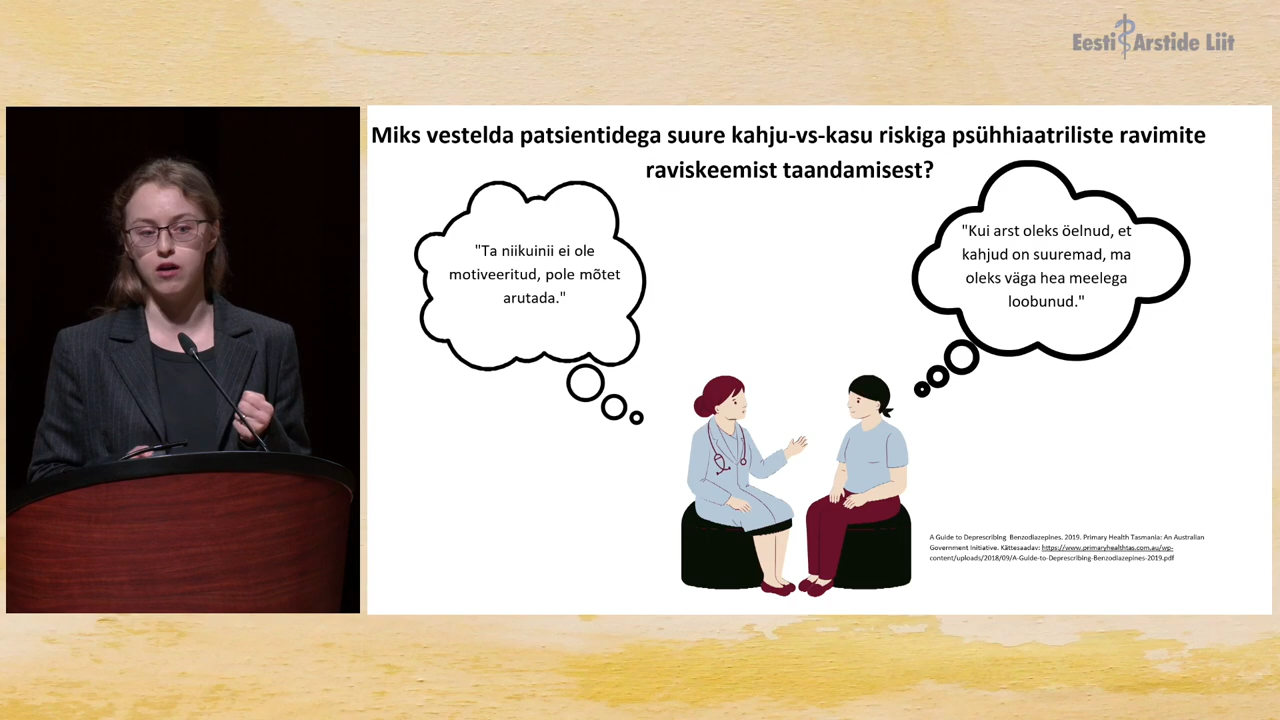 Eesti Arstide Liit
Miks vestelda patsientidega suure kahju-vs-kasu riskiga psühhiaatriliste ravimite
raviskeemist taandamisest?
"Ta niikuinii ei ole
motiveeritud, pole mõtet
arutada."
"Kui arst oleks öelnud, et
kahjud on suuremad, ma
oleks väga hea meelega
loobunud."
A Guide to Deprescribing Benzodiazepines, 2019. Primary Health Tasmania: An Australian
Government Initiative. Kättesaadav: https://www.primaryhealthtas.com.au/wp-
content/uploads/2018/09/A-Guide-to-Deprescribing-Benzodiazepines-2019.pdf